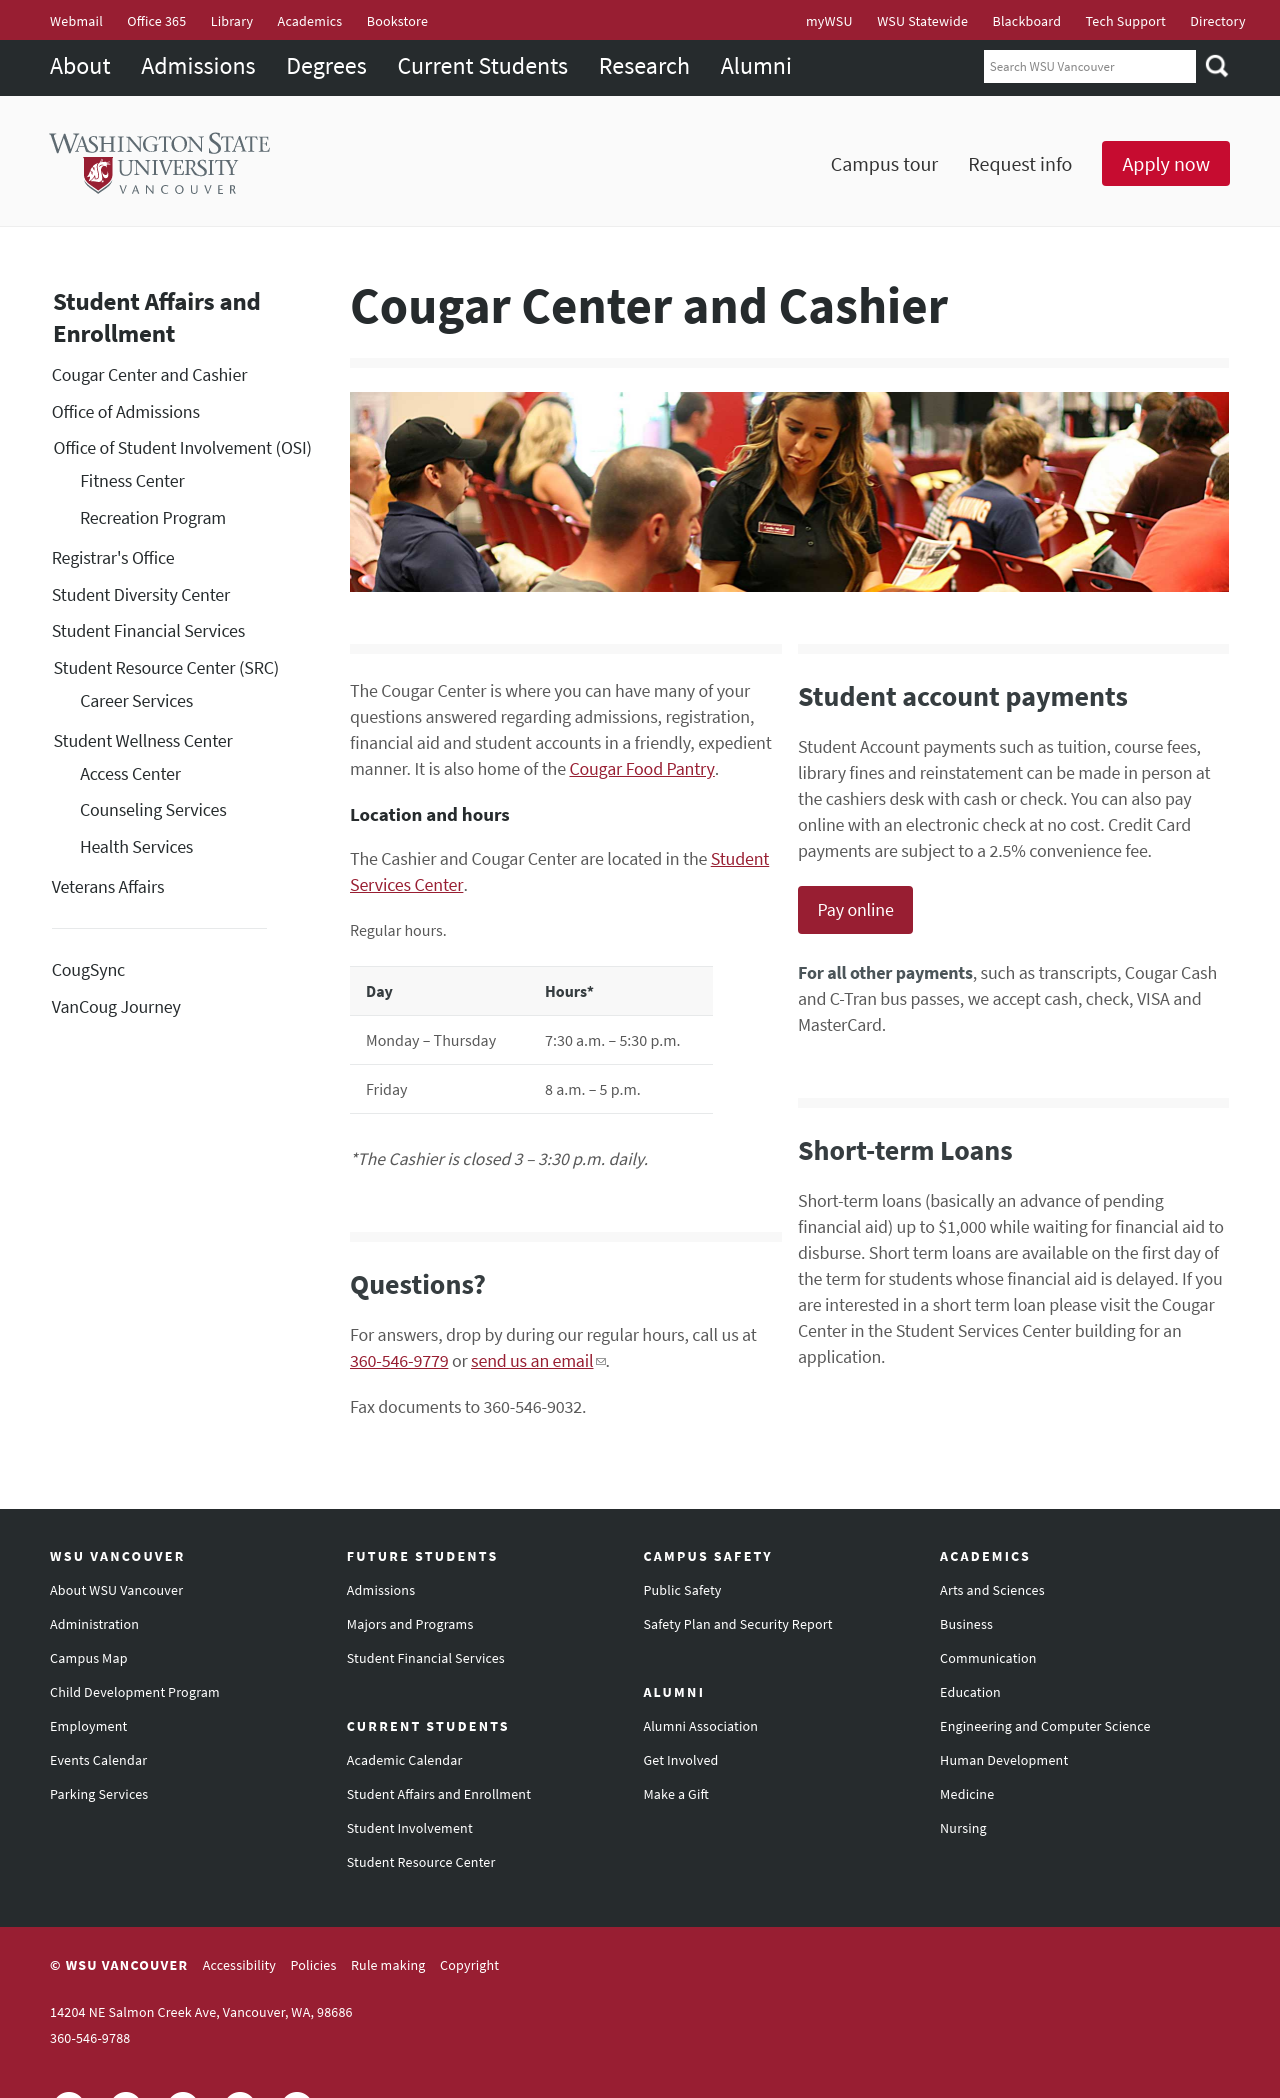 Webmail Office 365 Library Academics Bookstore myWSU WSU Statewide Blackboard Tech Support Directory
About Admissions Degrees Current Students Research Alumni Search WSU Vancouver
WASHINGTON STATE
UNIVERSITY
VANCOUVER
Campus tour Request info Apply now
Student Affairs and
Enrollment
Cougar Center and Cashier
Office of Admissions
Office of Student Involvement (OSI)
Fitness Center
Recreation Program
Registrar's Office
Student Diversity Center
Student Financial Services
Student Resource Center (SRC)
Career Services
Student Wellness Center
Access Center
Counseling Services
Health Services
Veterans Affairs
CougSync
VanCoug Journey
Cougar Center and Cashier
The Cougar Center is where you can have many of your
questions answered regarding admissions, registration,
financial aid and student accounts in a friendly, expedient
manner. It is also home of the Cougar Food Pantry.
Location and hours
The Cashier and Cougar Center are located in the Student
Services Center.
Regular hours.
Day Hours*
Monday – Thursday 7:30 a.m. – 5:30 p.m.
Friday 8 a.m. – 5 p.m.
*The Cashier is closed 3 – 3:30 p.m. daily.
Questions?
For answers, drop by during our regular hours, call us at
360-546-9779 or send us an email.
Fax documents to 360-546-9032.
Student account payments
Student Account payments such as tuition, course fees,
library fines and reinstatement can be made in person at
the cashiers desk with cash or check. You can also pay
online with an electronic check at no cost. Credit Card
payments are subject to a 2.5% convenience fee.
Pay online
For all other payments, such as transcripts, Cougar Cash
and C-Tran bus passes, we accept cash, check, VISA and
MasterCard.
Short-term Loans
Short-term loans (basically an advance of pending
financial aid) up to $1,000 while waiting for financial aid to
disburse. Short term loans are available on the first day of
the term for students whose financial aid is delayed. If you
are interested in a short term loan please visit the Cougar
Center in the Student Services Center building for an
application.
WSU VANCOUVER
About WSU Vancouver
Administration
Campus Map
Child Development Program
Employment
Events Calendar
Parking Services
FUTURE STUDENTS
Admissions
Majors and Programs
Student Financial Services
CURRENT STUDENTS
Academic Calendar
Student Affairs and Enrollment
Student Involvement
Student Resource Center
CAMPUS SAFETY
Public Safety
Safety Plan and Security Report
ALUMNI
Alumni Association
Get Involved
Make a Gift
ACADEMICS
Arts and Sciences
Business
Communication
Education
Engineering and Computer Science
Human Development
Medicine
Nursing
© WSU VANCOUVER Accessibility Policies Rule making Copyright
14204 NE Salmon Creek Ave, Vancouver, WA, 98686
360-546-9788